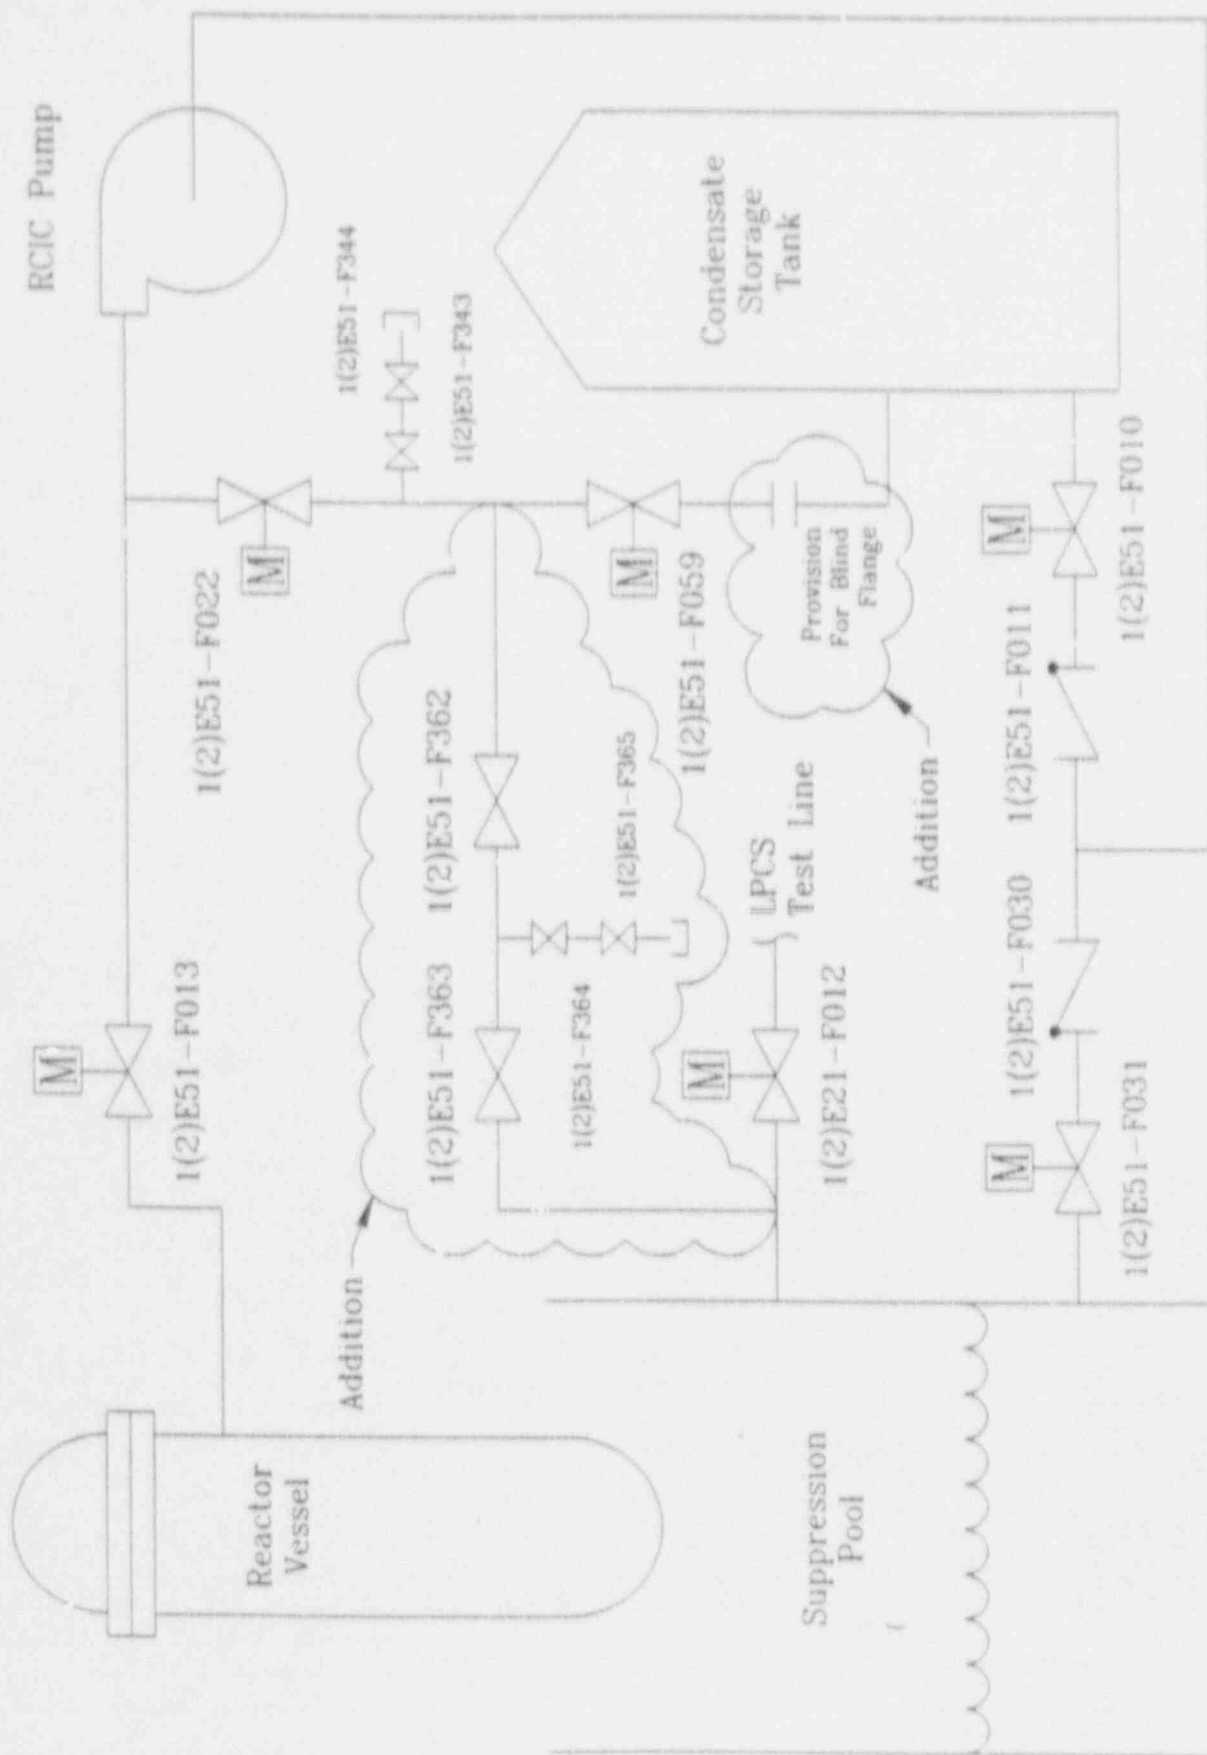 RCIC Pump
1(2)E51-F344
1(2)E51-F343
Condensate
Storage
Tank
M
1(2)E51-F022
M
1(2)E51-F059
Provision
For Blind
Flange
Addition
M
1(2)E51-F010
1(2)E51-F011
1(2)E51-F030
M
1(2)E51-F031
M
1(2)E51-F013
1(2)E51-F362
1(2)E51-F363
1(2)E51-F365
1(2)E51-F364
LPCS
Test Line
M
1(2)E21-F012
Addition
Reactor
Vessel
Suppression
Pool